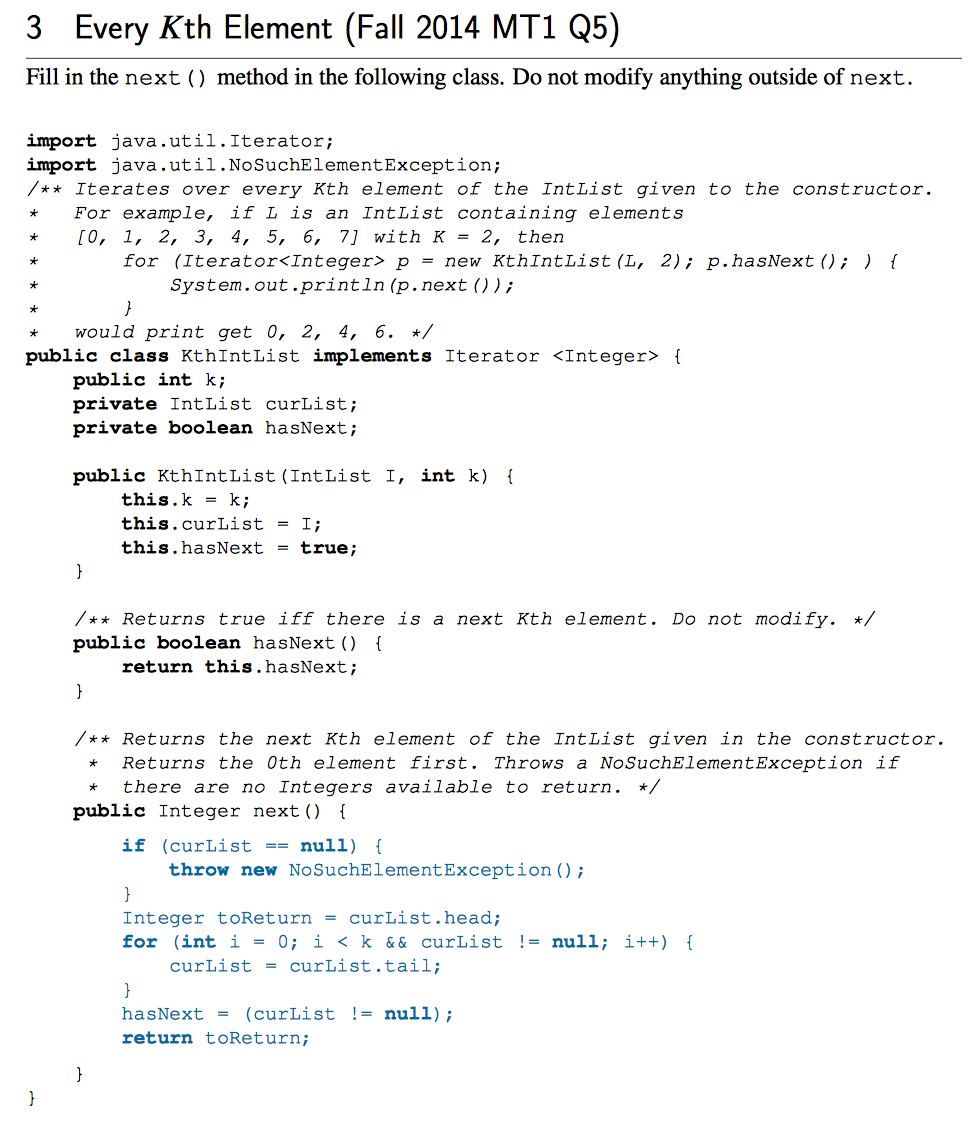 3 Every Kth Element (Fall 2014 MT1 Q5)
Fill in the next() method in the following class. Do not modify anything outside of next.
import java.util.Iterator;
import java.util.NoSuchElementException;
/** Iterates over every Kth element of the IntList given to the constructor.
*   For example, if L is an IntList containing elements
*   [0, 1, 2, 3, 4, 5, 6, 7] with K = 2, then
*       for (Iterator<Integer> p = new KthIntList(L, 2); p.hasNext(); ) {
*           System.out.println(p.next());
*       }
*   would print get 0, 2, 4, 6. */
public class KthIntList implements Iterator <Integer> {
    public int k;
    private IntList curList;
    private boolean hasNext;

    public KthIntList(IntList I, int k) {
        this.k = k;
        this.curList = I;
        this.hasNext = true;
    }

    /** Returns true iff there is a next Kth element. Do not modify. */
    public boolean hasNext() {
        return this.hasNext;
    }

    /** Returns the next Kth element of the IntList given in the constructor.
     *  Returns the 0th element first. Throws a NoSuchElementException if
     *  there are no Integers available to return. */
    public Integer next() {
        if (curList == null) {
            throw new NoSuchElementException();
        }
        Integer toReturn = curList.head;
        for (int i = 0; i < k && curList != null; i++) {
            curList = curList.tail;
        }
        hasNext = (curList != null);
        return toReturn;
    }
}